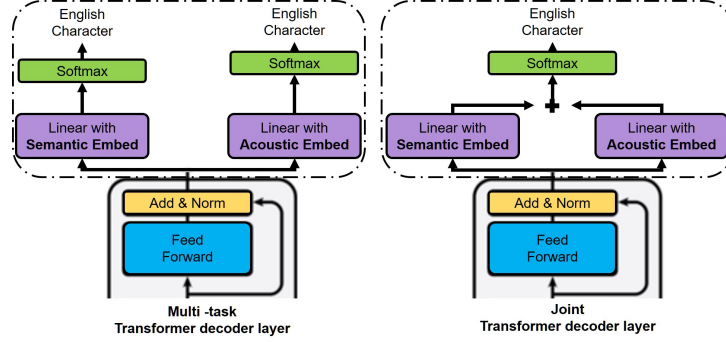 English
Character
Softmax
Linear with
Semantic Embed
English
Character
Softmax
Linear with
Acoustic Embed
Add & Norm
Feed
Forward
Multi -task
Transformer decoder layer
English
Character
Softmax
Linear with
Semantic Embed
Linear with
Acoustic Embed
Add & Norm
Feed
Forward
Joint
Transformer decoder layer